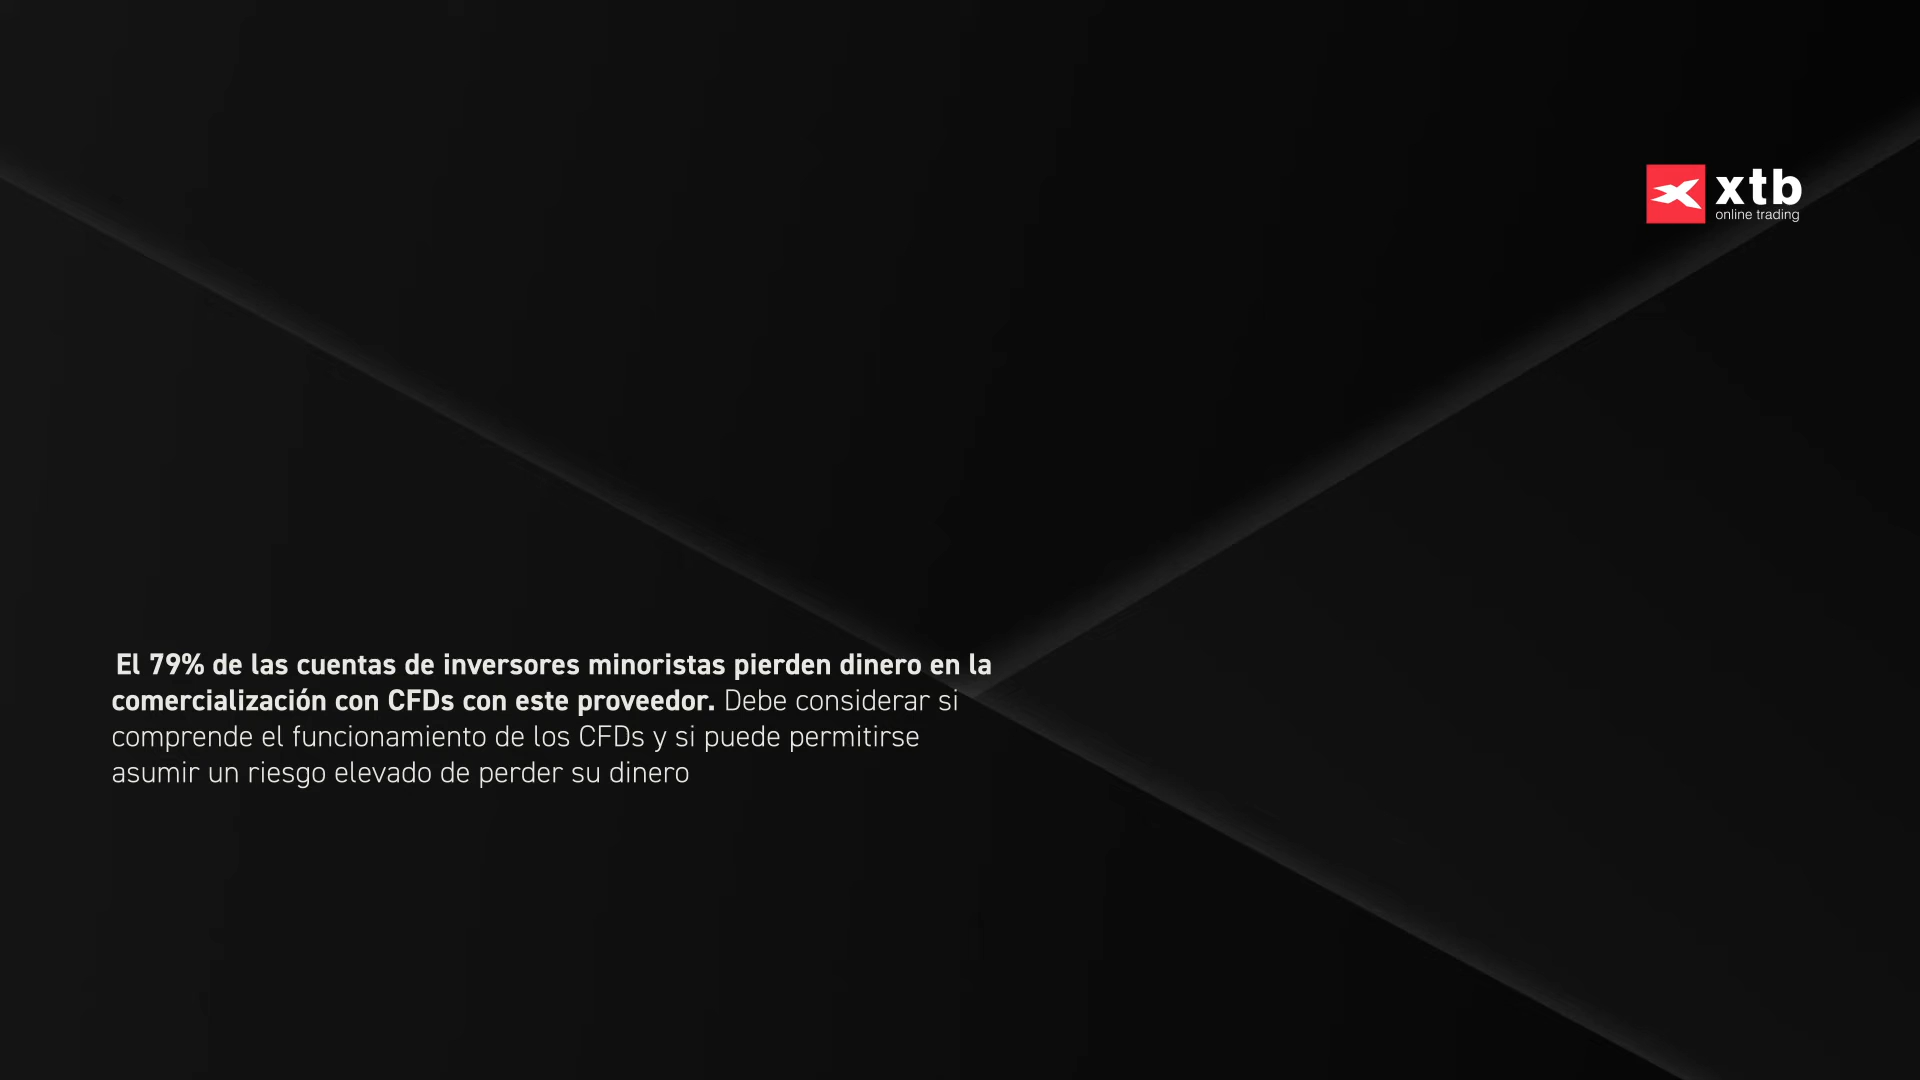 xtb
online trading
El 79% de las cuentas de inversores minoristas pierden dinero en la
comercialización con CFDs con este proveedor. Debe considerar si
comprende el funcionamiento de los CFDs y si puede permitirse
asumir un riesgo elevado de perder su dinero